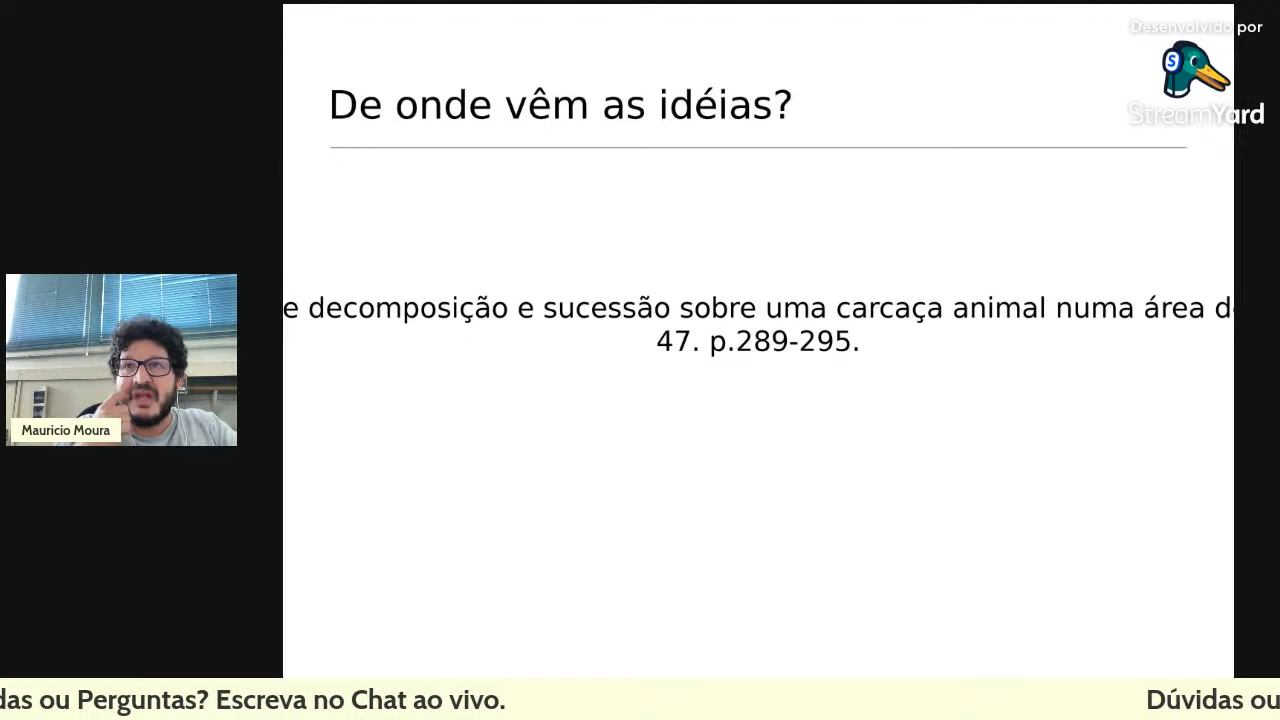 Desenvolvido por
StreamYard
De onde vêm as idéias?
e decomposição e sucessão sobre uma carcaça animal numa área d
47. p.289-295.
Mauricio Moura
das ou Perguntas? Escreva no Chat ao vivo.
Dúvidas ou